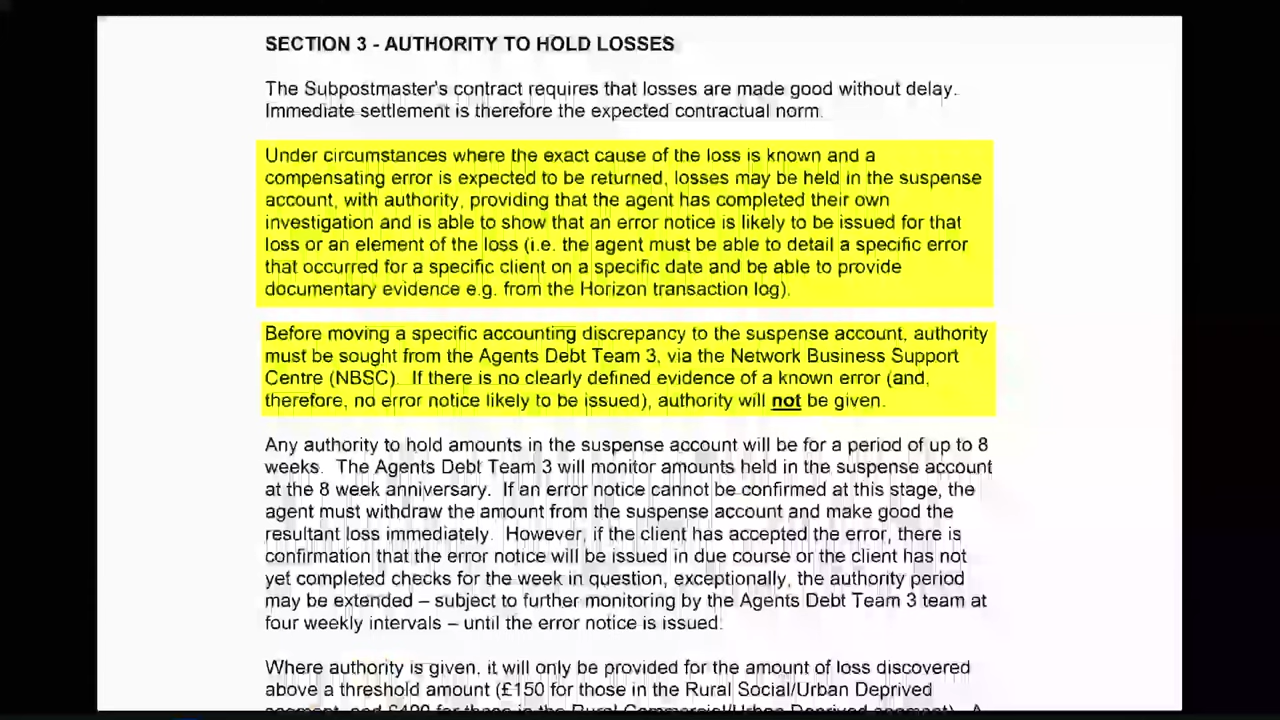 SECTION 3 - AUTHORITY TO HOLD LOSSES
The Subpostmaster's contract requires that losses are made good without delay.
Immediate settlement is therefore the expected contractual norm.
Under circumstances where the exact cause of the loss is known and a
compensating error is expected to be returned, losses may be held in the suspense
account, with authority, providing that the agent has completed their own
investigation and is able to show that an error notice is likely to be issued for that
loss or an element of the loss (i.e. the agent must be able to detail a specific error
that occurred for a specific client on a specific date and be able to provide
documentary evidence e.g. from the Horizon transaction log).
Before moving a specific accounting discrepancy to the suspense account, authority
must be sought from the Agents Debt Team 3, via the Network Business Support
Centre (NBSC). If there is no clearly defined evidence of a known error (and,
therefore, no error notice likely to be issued), authority will not be given.
Any authority to hold amounts in the suspense account will be for a period of up to 8
weeks. The Agents Debt Team 3 will monitor amounts held in the suspense account
at the 8 week anniversary. If an error notice cannot be confirmed at this stage, the
agent must withdraw the amount from the suspense account and make good the
resultant loss immediately. However, if the client has accepted the error, there is
confirmation that the error notice will be issued in due course or the client has not
yet completed checks for the week in question, exceptionally, the authority period
may be extended – subject to further monitoring by the Agents Debt Team 3 team at
four weekly intervals – until the error notice is issued.
Where authority is given, it will only be provided for the amount of loss discovered
above a threshold amount (£150 for those in the Rural Social/Urban Deprived